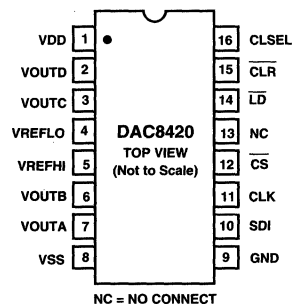 VDD 1 16 CLSEL
VOUTD 2 15 CLR
VOUTC 3 14 LD
VREFLO 4 DAC8420 13 NC
TOP VIEW
VREFHI 5 (Not to Scale) 12 CS
VOUTB 6 11 CLK
VOUTA 7 10 SDI
VSS 8 9 GND
NC = NO CONNECT